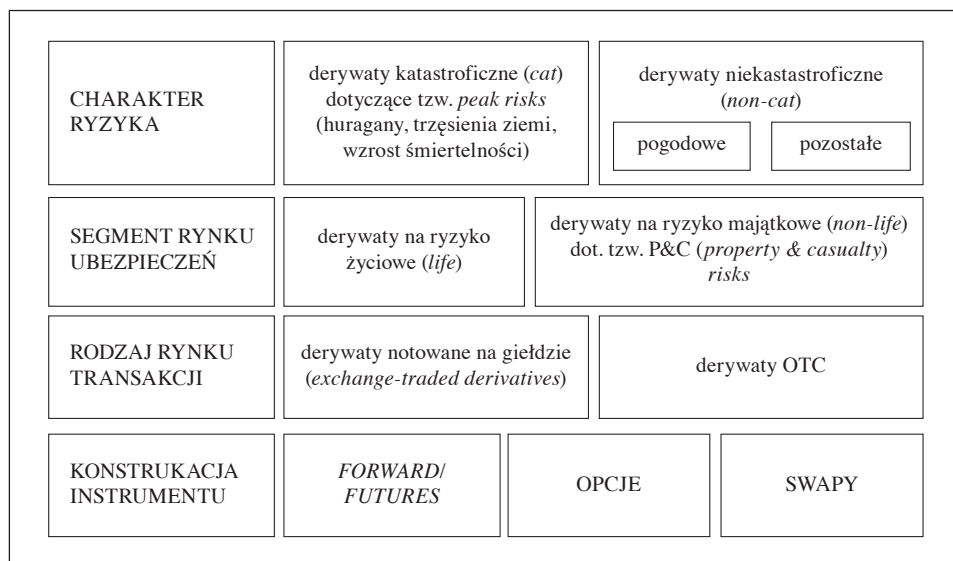 CHARAKTER
RYZYKA
derywaty katastroficzne (cat)
dotyczące tzw. peak risks
(huragany, trzęsienia ziemi,
wzrost śmiertelności)
derywaty niekastastroficzne
(non-cat)
pogodowe
pozostałe
SEGMENT RYNKU
UBEZPIECZEŃ
derywaty na ryzyko
życiowe (life)
derywaty na ryzyko majątkowe (non-life)
dot. tzw. P&C (property & casualty)
risks
RODZAJ RYNKU
TRANSAKCJI
derywaty notowane na giełdzie
(exchange-traded derivatives)
derywaty OTC
KONSTRUKACJA
INSTRUMENTU
FORWARD/
FUTURES
OPCJE
SWAPY